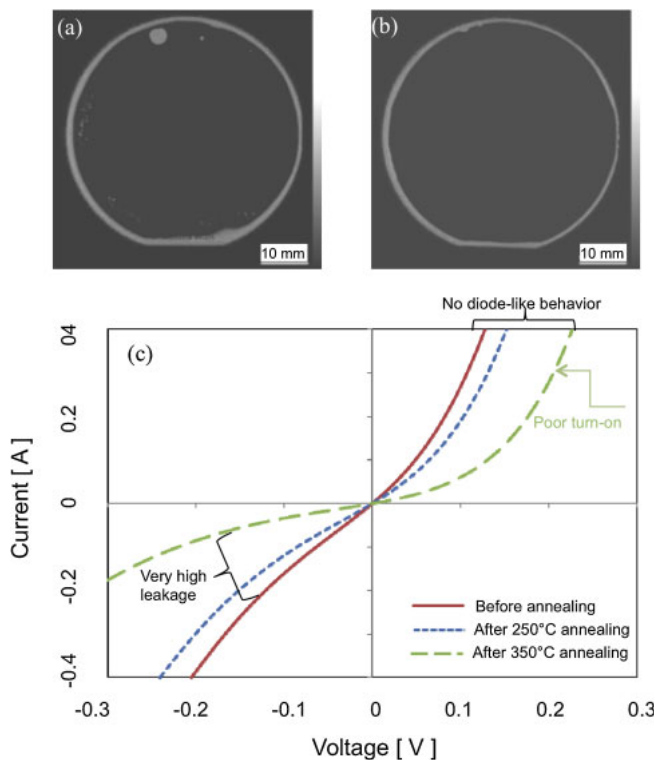 (a)
(b)
10 mm
10 mm
No diode-like behavior
04
(c)
0.2
Poor turn-on
Current [ A ]
0
Very high
leakage
-0.2
Before annealing
After 250°C annealing
After 350°C annealing
-0.4
-0.3
-0.2
-0.1
0
0.1
0.2
0.3
Voltage [ V ]